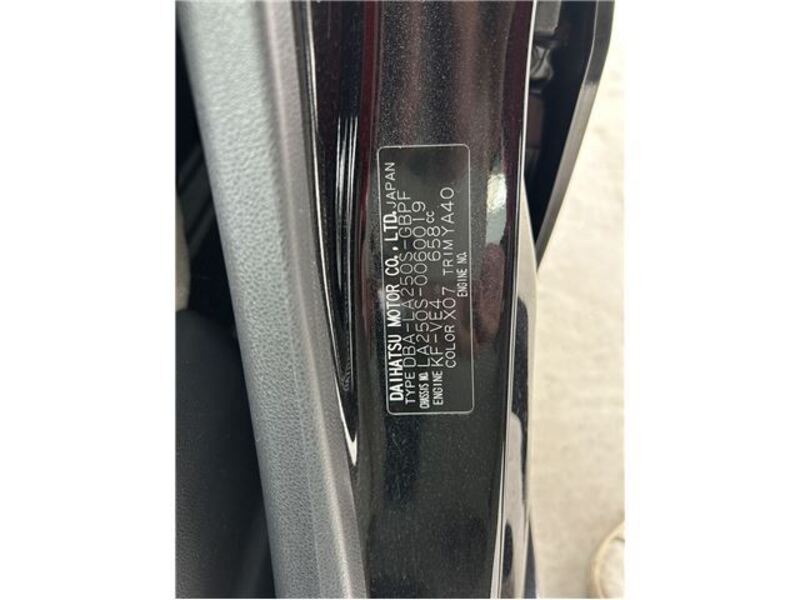 DAIHATSU MOTOR CO., LTD. JAPAN
TYPE DBA-LA250S-GBPF
CHASSIS NO. LA250S-0060019
ENGINE KF-VE4 658cc
COLOR X07 TRIM YA40
ENGINE NO.